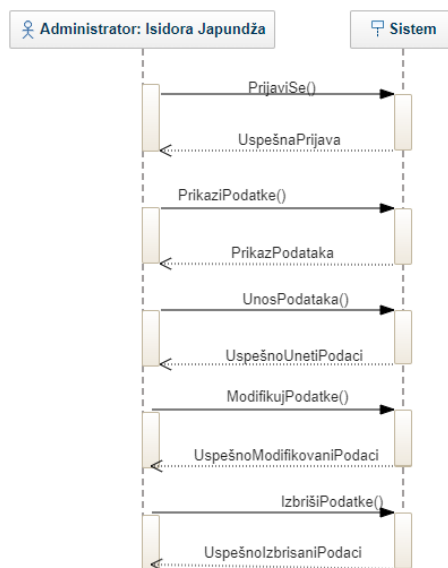 Administrator: Isidora Japundža
Sistem
PrijaviSe()
UspešnaPrijava
PrikaziPodatke()
PrikazPodataka
UnosPodataka()
UspešnoUnetiPodaci
ModifikujPodatke()
UspešnoModifikovaniPodaci
IzbrišiPodatke()
UspešnoIzbrisaniPodaci